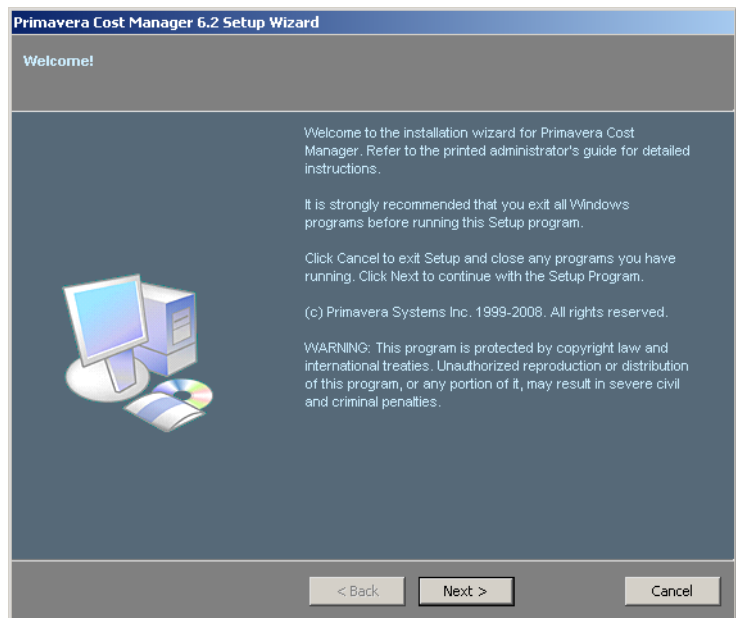 Primavera Cost Manager 6.2 Setup Wizard
Welcome!
Welcome to the installation wizard for Primavera Cost
Manager. Refer to the printed administrator's guide for detailed
instructions.
It is strongly recommended that you exit all Windows
programs before running this Setup program.
Click Cancel to exit Setup and close any programs you have
running. Click Next to continue with the Setup Program.
(c) Primavera Systems Inc. 1999-2008. All rights reserved.
WARNING: This program is protected by copyright law and
international treaties. Unauthorized reproduction or distribution
of this program, or any portion of it, may result in severe civil
and criminal penalties.
< Back Next > Cancel